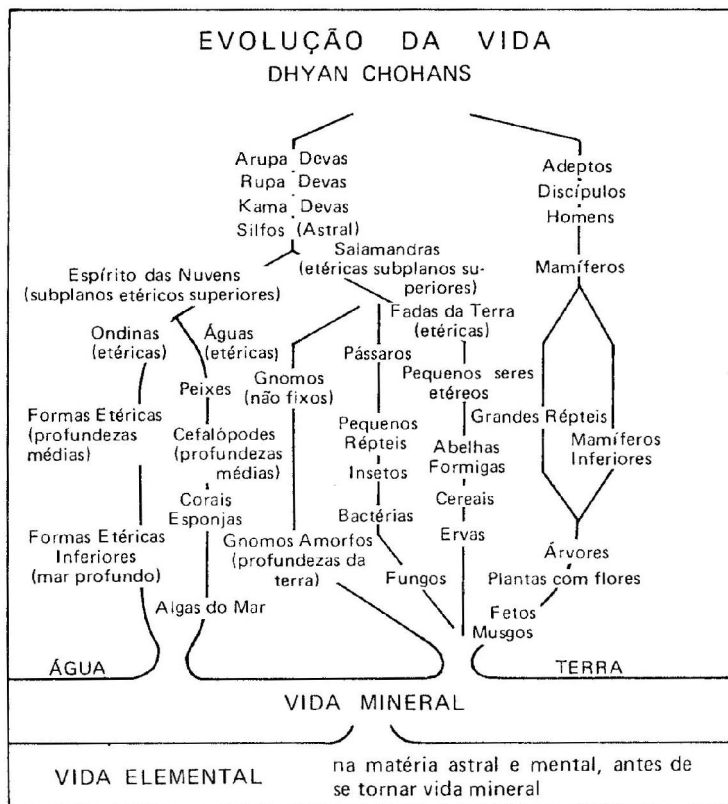 EVOLUÇÃO DA VIDA
DHYAN CHOHANS
Arupa Devas
Rupa Devas
Kama Devas
Silfos (Astral)
Adeptos
Discípulos
Homens
Mamíferos
Salamandras
(etéricas subplanos su-
periores)
Espírito das Nuvens
(subplanos etéricos superiores)
Fadas da Terra
(etéricas)
Ondinas
(etéricas)
Águas
(etéricas)
Pássaros
Gnomos
(não fixos)
Peixes
Pequenos seres
etéreos
Formas Etéricas
(profundezas
médias)
Cefalópodes
(profundezas
médias)
Pequenos
Répteis
Insetos
Grandes Répteis
Mamíferos
Inferiores
Abelhas
Formigas
Cereais
Corais
Esponjas
Bactérias
Ervas
Formas Etéricas
Inferiores
(mar profundo)
Gnomos Amorfos
(profundezas da
terra)
Fungos
Árvores
Plantas com flores
Algas do Mar
Fetos
Musgos
ÁGUA
TERRA
VIDA MINERAL
VIDA ELEMENTAL
na matéria astral e mental, antes de
se tornar vida mineral